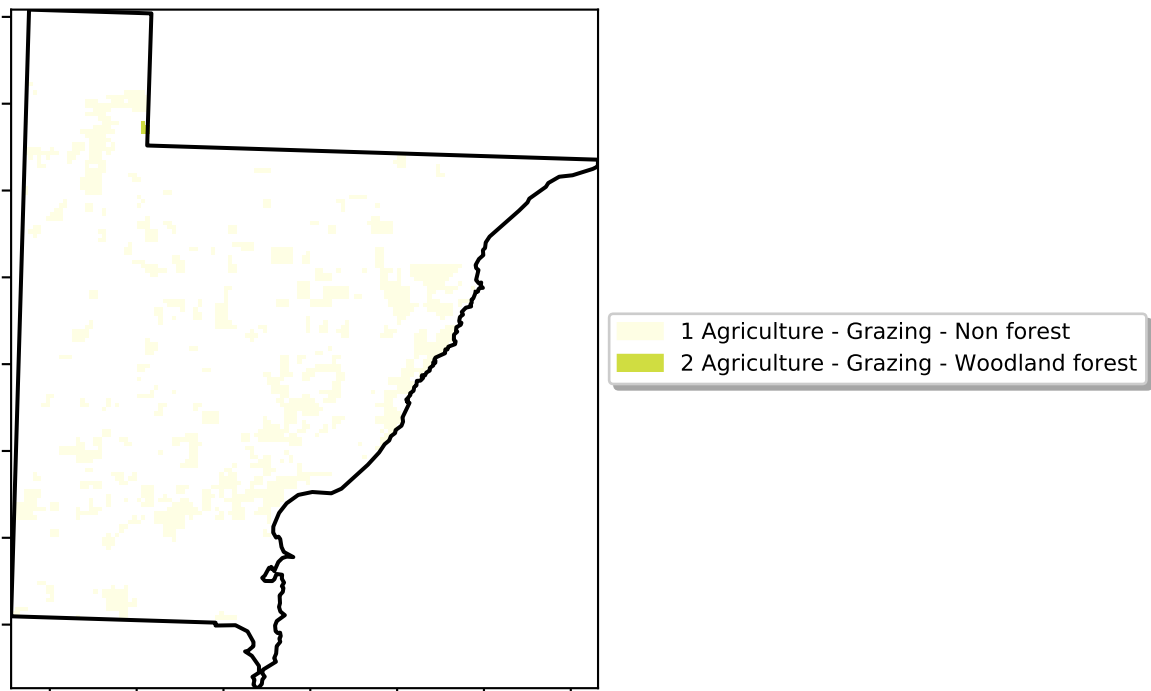 1 Agriculture - Grazing - Non forest
2 Agriculture - Grazing - Woodland forest